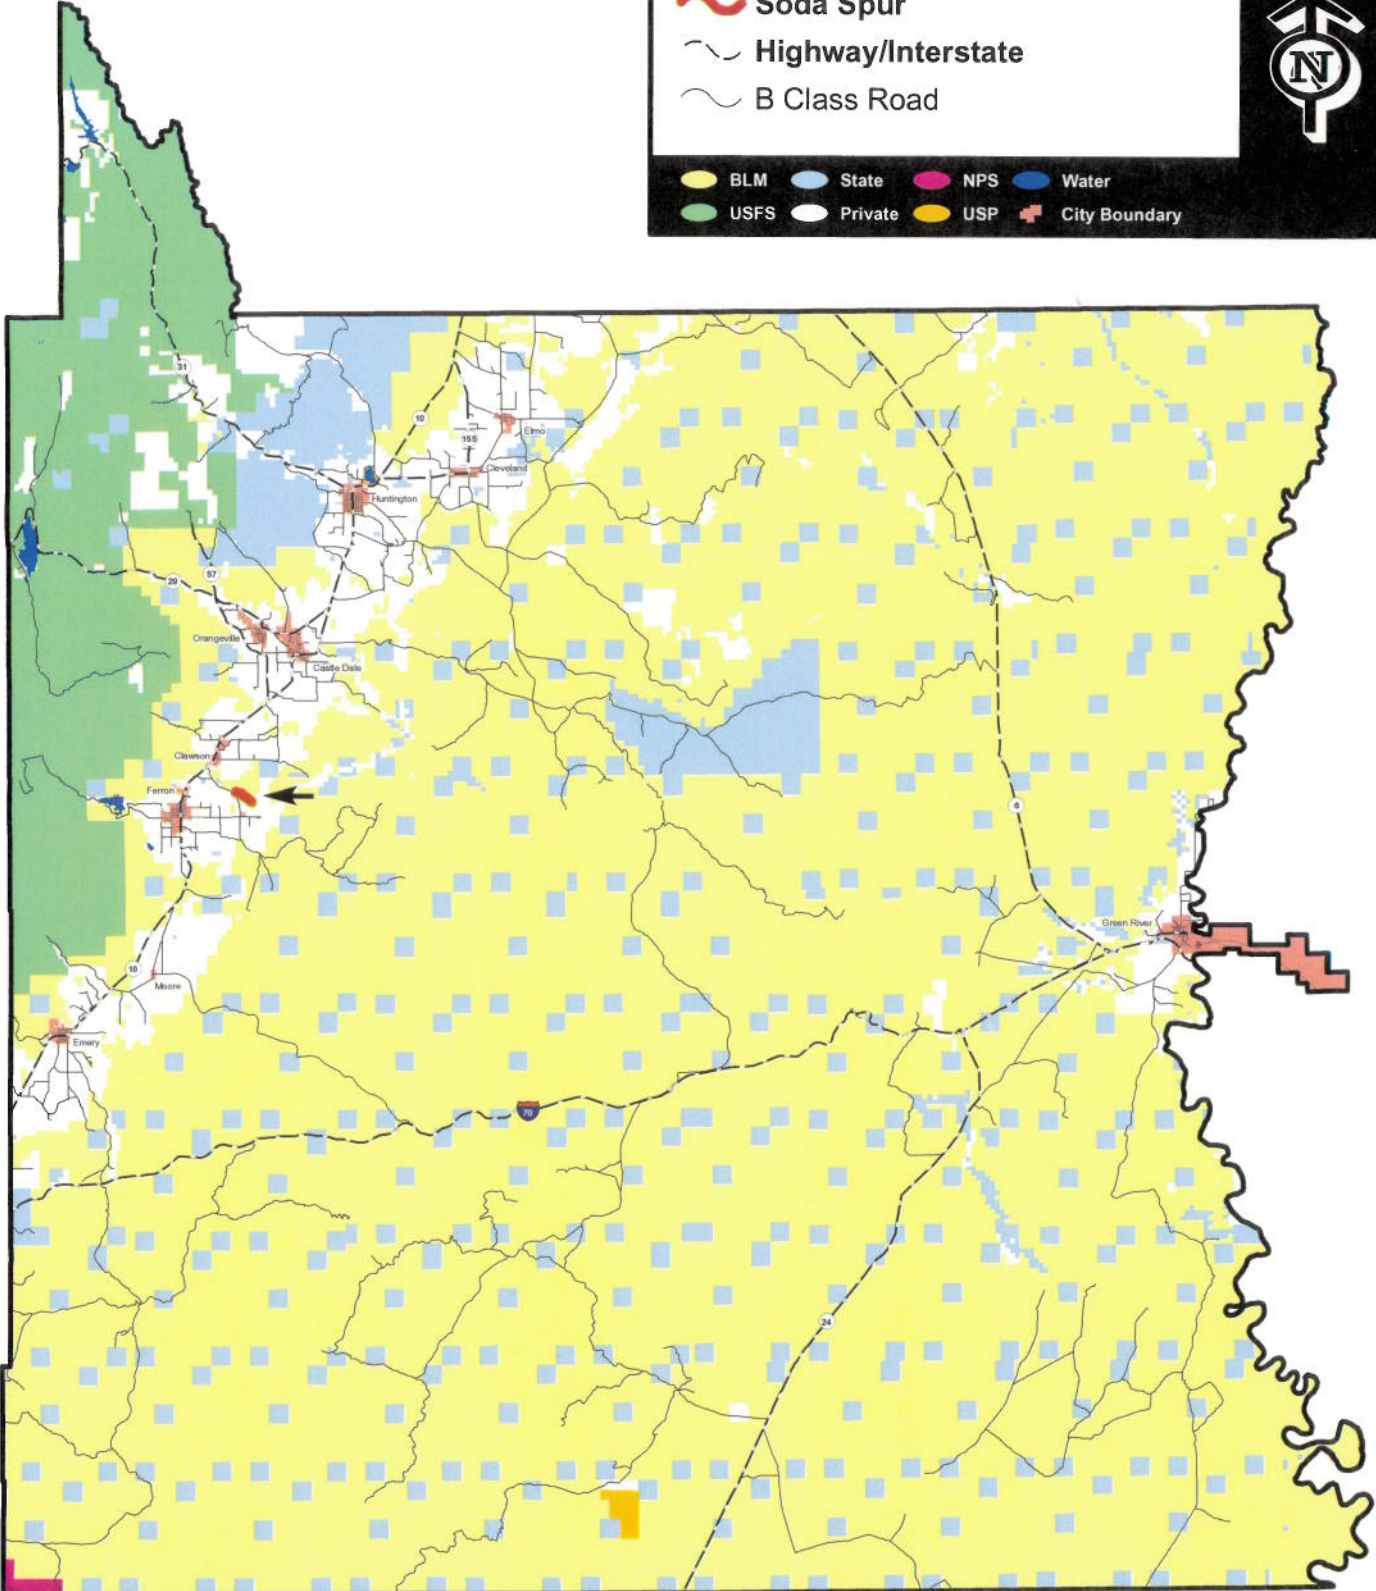 Soda Spur
Highway/Interstate
N
B Class Road
BLM State NPS Water
USFS Private USP City Boundary
31
10
155
Elmo
Cleveland
Huntington
29
57
Orangeville
Castle Dale
Clawson
Ferron
6
Green River
10
Moore
Emery
70
24